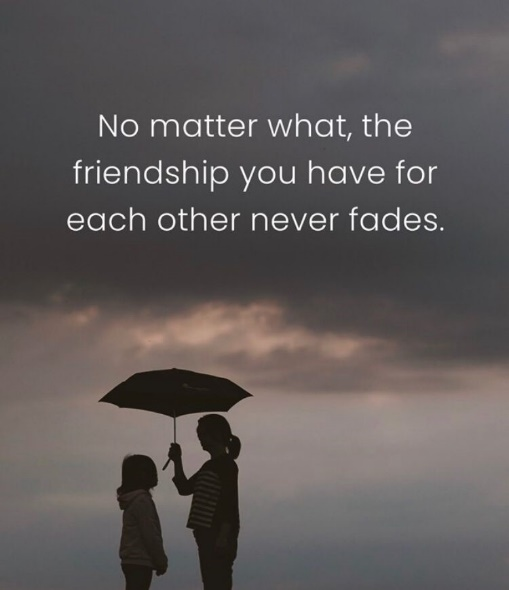 No matter what, the
friendship you have for
each other never fades.